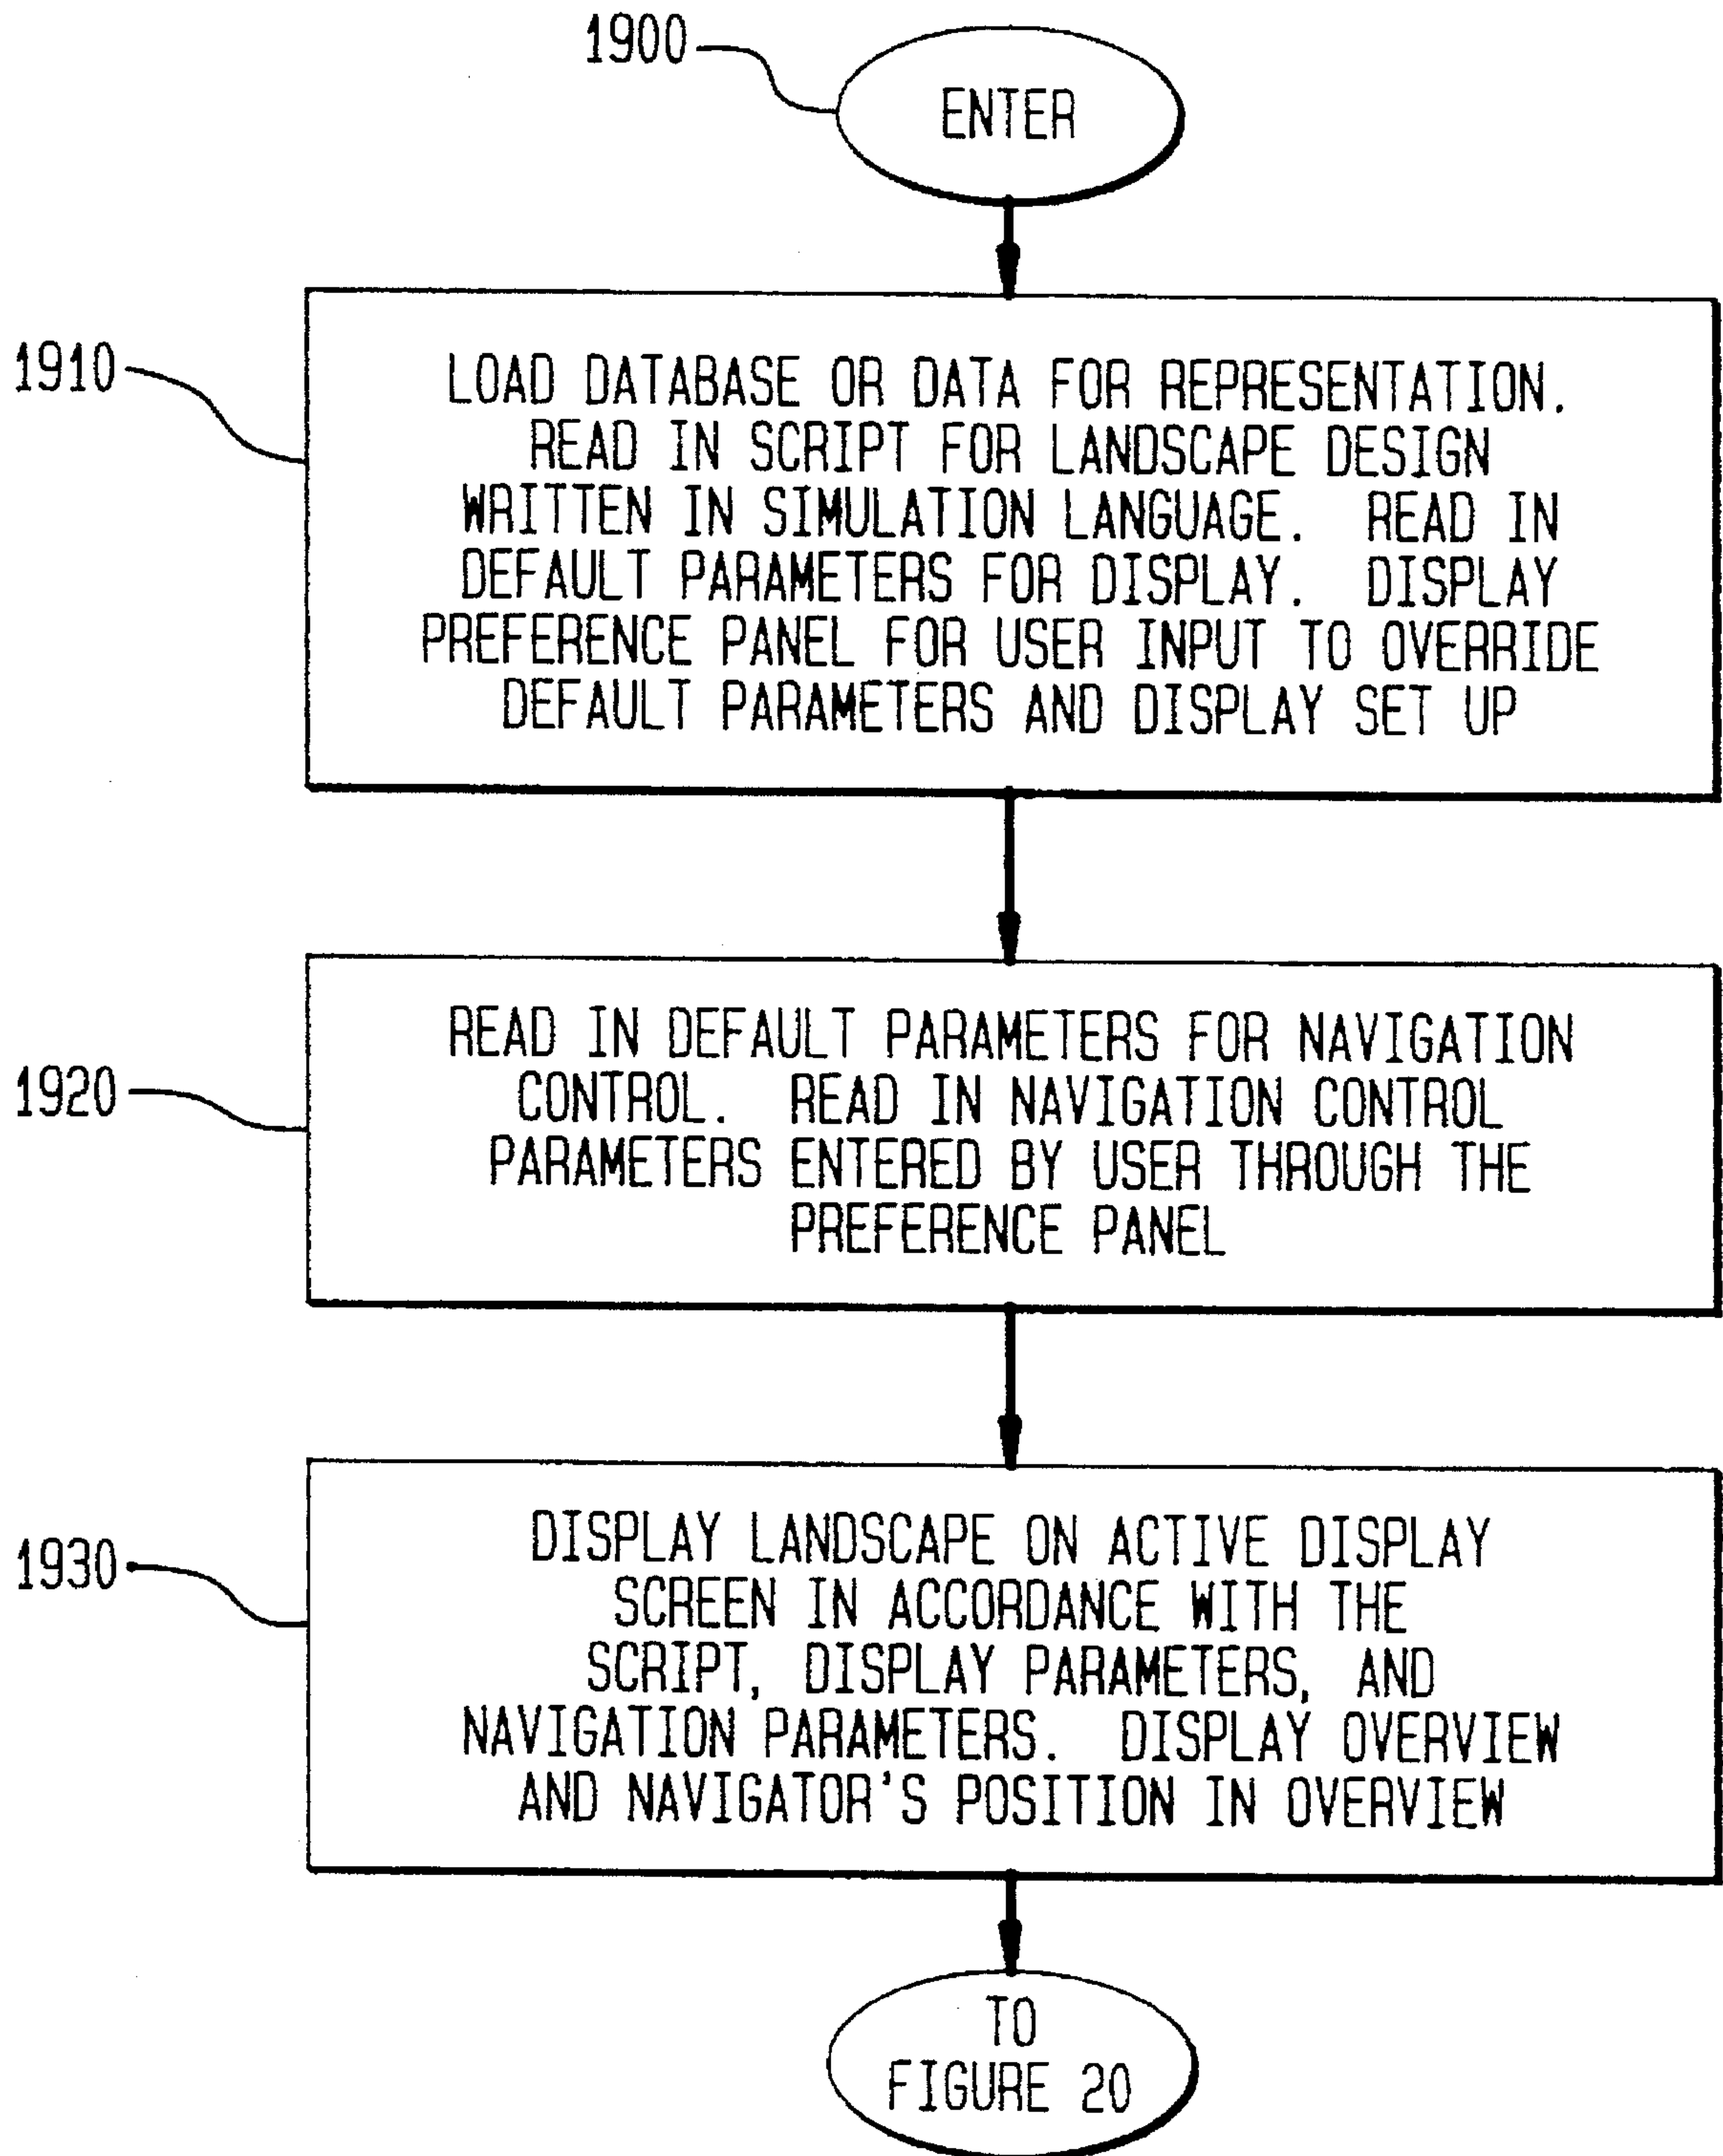 1900
ENTER
1910
LOAD DATABASE OR DATA FOR REPRESENTATION.
READ IN SCRIPT FOR LANDSCAPE DESIGN
WRITTEN IN SIMULATION LANGUAGE. READ IN
DEFAULT PARAMETERS FOR DISPLAY. DISPLAY
PREFERENCE PANEL FOR USER INPUT TO OVERRIDE
DEFAULT PARAMETERS AND DISPLAY SET UP
1920
READ IN DEFAULT PARAMETERS FOR NAVIGATION
CONTROL. READ IN NAVIGATION CONTROL
PARAMETERS ENTERED BY USER THROUGH THE
PREFERENCE PANEL
1930
DISPLAY LANDSCAPE ON ACTIVE DISPLAY
SCREEN IN ACCORDANCE WITH THE
SCRIPT, DISPLAY PARAMETERS, AND
NAVIGATION PARAMETERS. DISPLAY OVERVIEW
AND NAVIGATOR'S POSITION IN OVERVIEW
TO
FIGURE 20